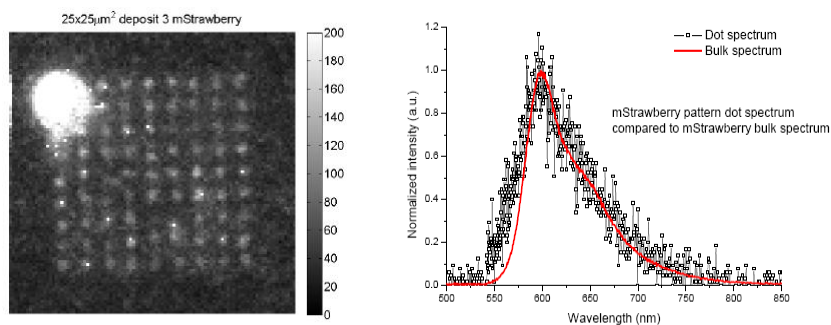 25x25µm² deposit 3 mStrawberry
200
180
160
140
120
100
80
60
40
20
0
Normalized intensity (a.u.)
1.2
1.0
0.8
0.6
0.4
0.2
0.0
Dot spectrum
Bulk spectrum
mStrawberry pattern dot spectrum
compared to mStrawberry bulk spectrum
500 550 600 650 700 750 800 850
Wavelength (nm)